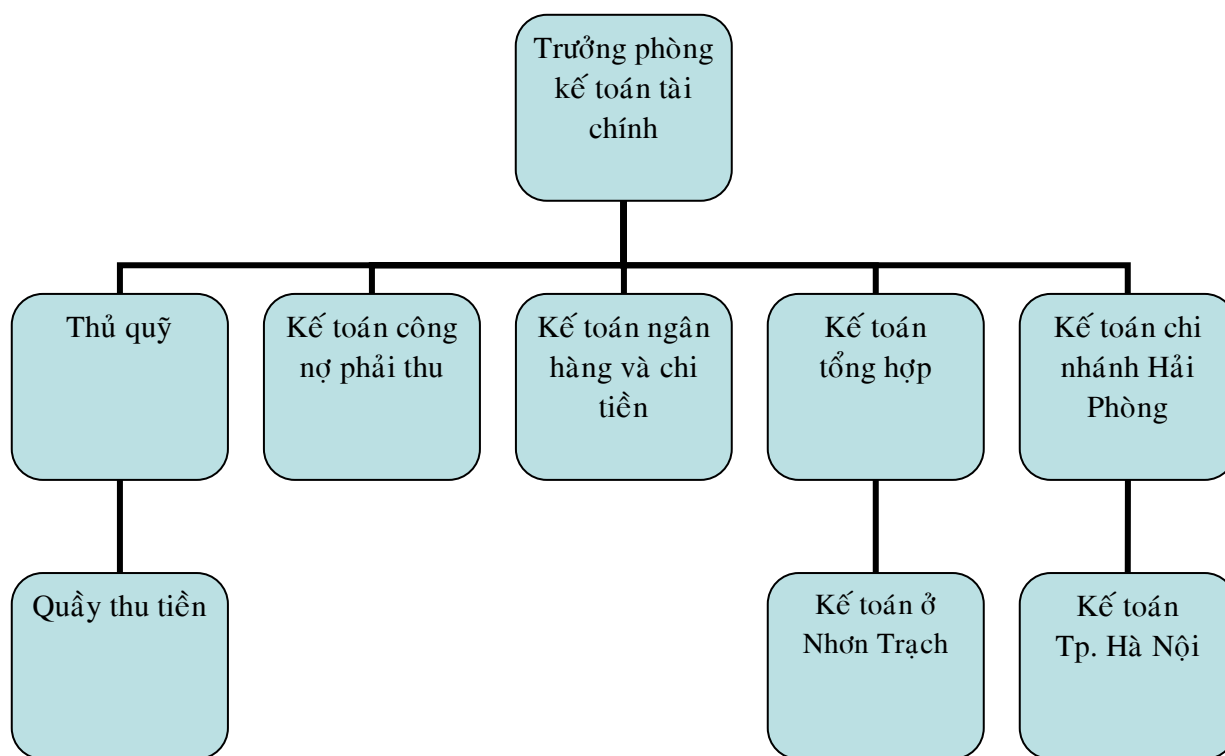 Trưởng phòng
kế toán tài
chính
Thủ quỹ
Kế toán công
nợ phải thu
Kế toán ngân
hàng và chi
tiền
Kế toán
tổng hợp
Kế toán chi
nhánh Hải
Phòng
Quầy thu tiền
Kế toán ở
Nhơn Trạch
Kế toán
Tp. Hà Nội